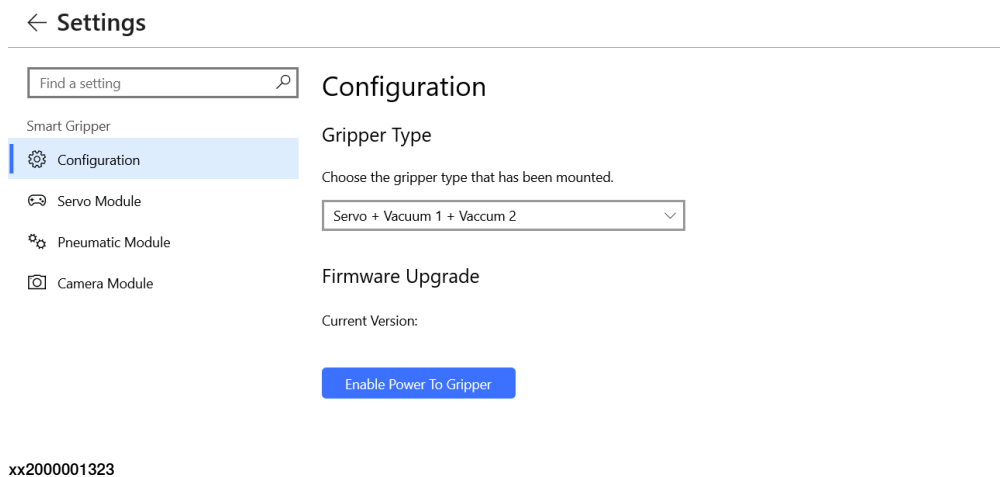 Settings
Find a setting
Smart Gripper
Configuration
Servo Module
Pneumatic Module
Camera Module
Configuration
Gripper Type
Choose the gripper type that has been mounted.
Servo + Vacuum 1 + Vaccum 2
Firmware Upgrade
Current Version:
Enable Power To Gripper
xx2000001323